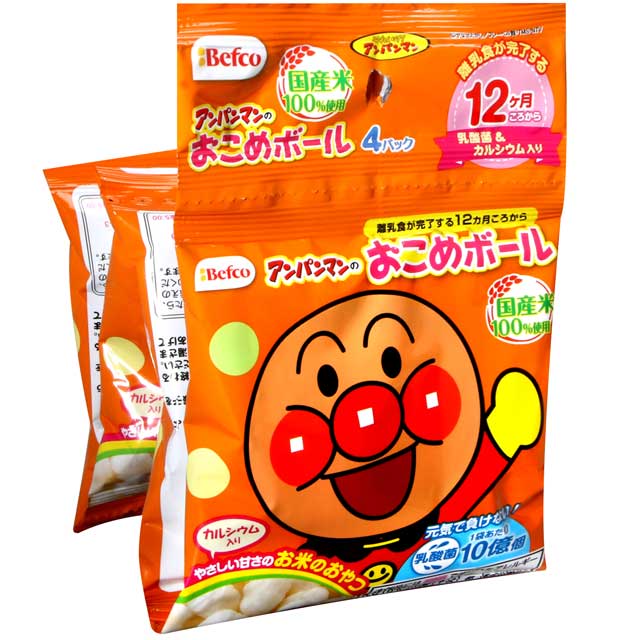 Befco
国産米
100%使用
それいけ!
アンパンマン
アンパンマンの
おこめボール
4パック
離乳食が完了する
12ヶ月
ころから
乳酸菌&
カルシウム入り
離乳食が完了する12カ月ころから
Befco
アンパンマンの
おこめボール
国産米
100%使用
カルシウム
入り
やさしい甘さのお米のおやつ
元気で負けない!
1袋あたり
乳酸菌10億個
カルシウム
入り